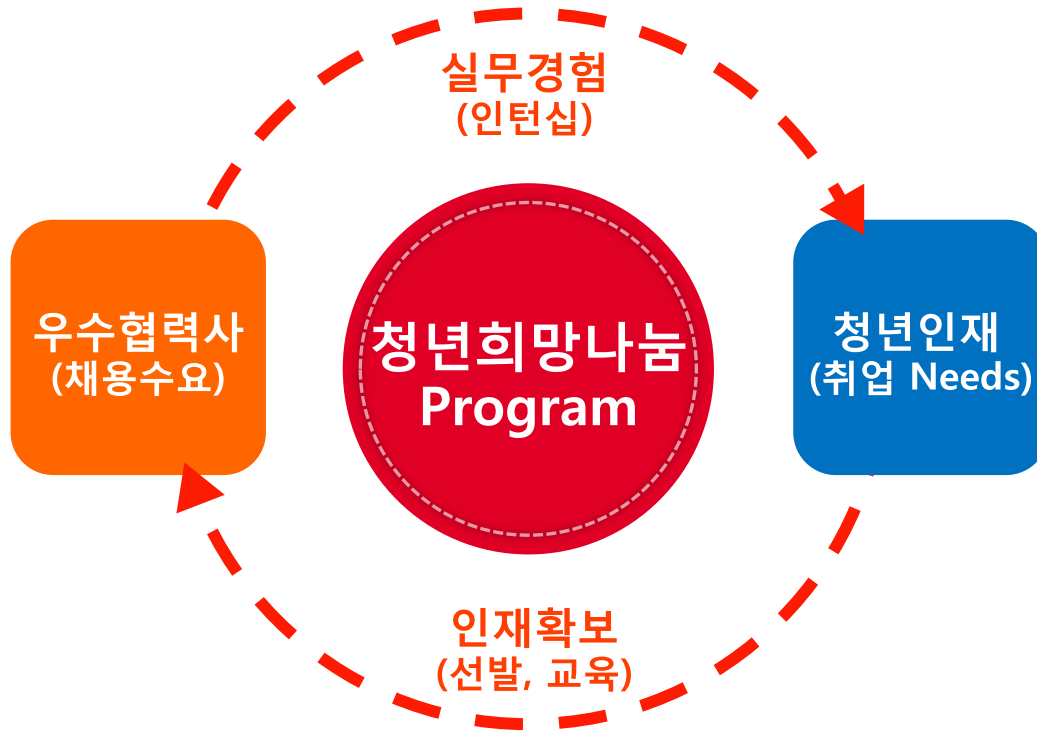 실무경험
(인턴십)
우수협력사
(채용수요)
청년희망나눔
Program
청년인재
(취업 Needs)
인재확보
(선발, 교육)